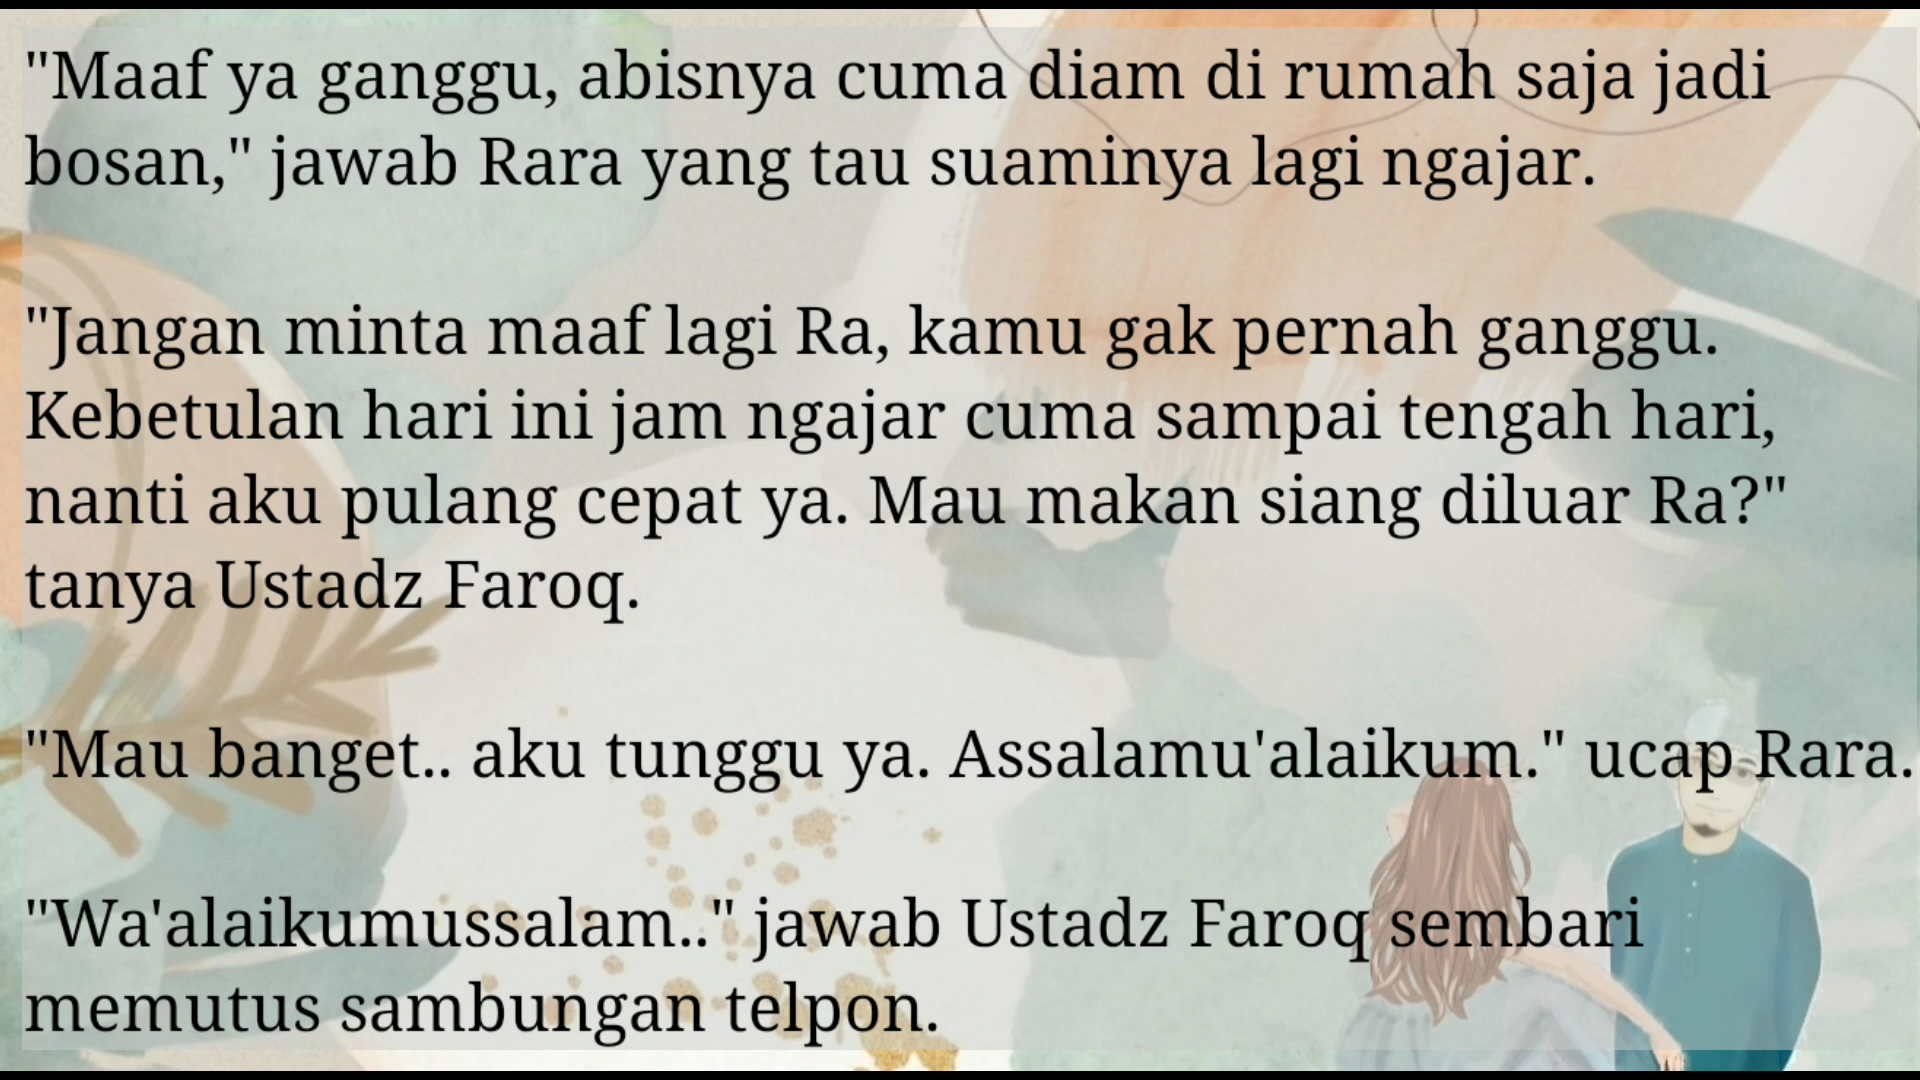 "Maaf ya ganggu, abisnya cuma diam di rumah saja jadi
bosan," jawab Rara yang tau suaminya lagi ngajar.
"Jangan minta maaf lagi Ra, kamu gak pernah ganggu.
Kebetulan hari ini jam ngajar cuma sampai tengah hari,
nanti aku pulang cepat ya. Mau makan siang diluar Ra?"
tanya Ustadz Faroq.
"Mau banget.. aku tunggu ya. Assalamu'alaikum." ucap Rara.
"Wa'alaikumussalam.." jawab Ustadz Faroq sembari
memutus sambungan telpon.